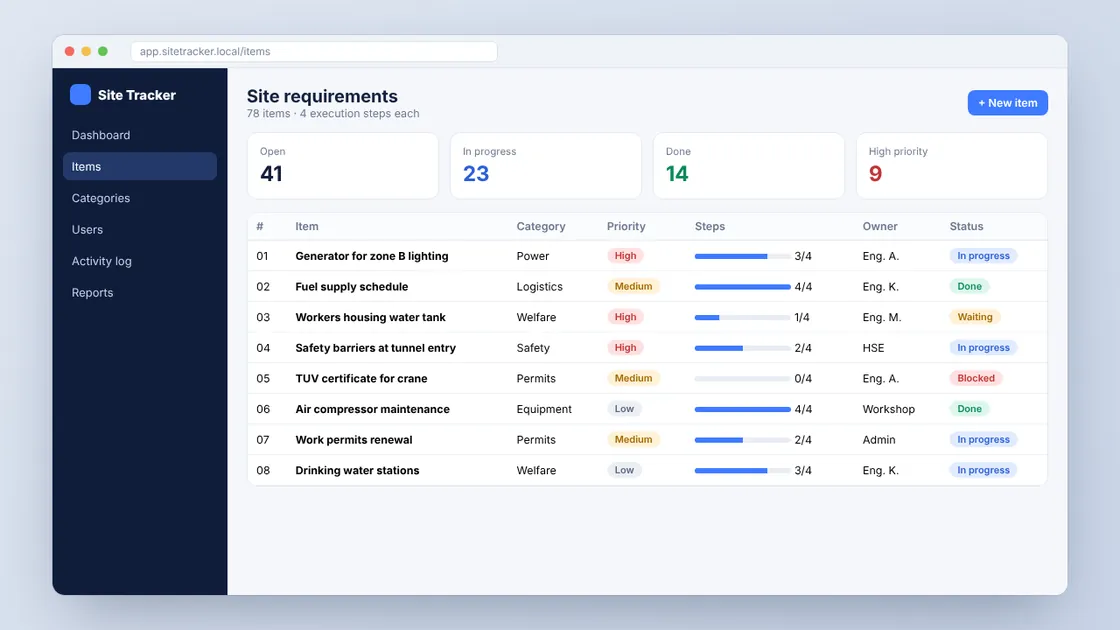 app.sitetracker.local/items
Site Tracker
Dashboard
Items
Categories
Users
Activity log
Reports
Site requirements
78 items · 4 execution steps each
+ New item
Open
41
In progress
23
Done
14
High priority
9
# Item Category Priority Steps Owner Status
01 Generator for zone B lighting Power High 3/4 Eng. A. In progress
02 Fuel supply schedule Logistics Medium 4/4 Eng. K. Done
03 Workers housing water tank Welfare High 1/4 Eng. M. Waiting
04 Safety barriers at tunnel entry Safety High 2/4 HSE In progress
05 TUV certificate for crane Permits Medium 0/4 Eng. A. Blocked
06 Air compressor maintenance Equipment Low 4/4 Workshop Done
07 Work permits renewal Permits Medium 2/4 Admin In progress
08 Drinking water stations Welfare Low 3/4 Eng. K. In progress